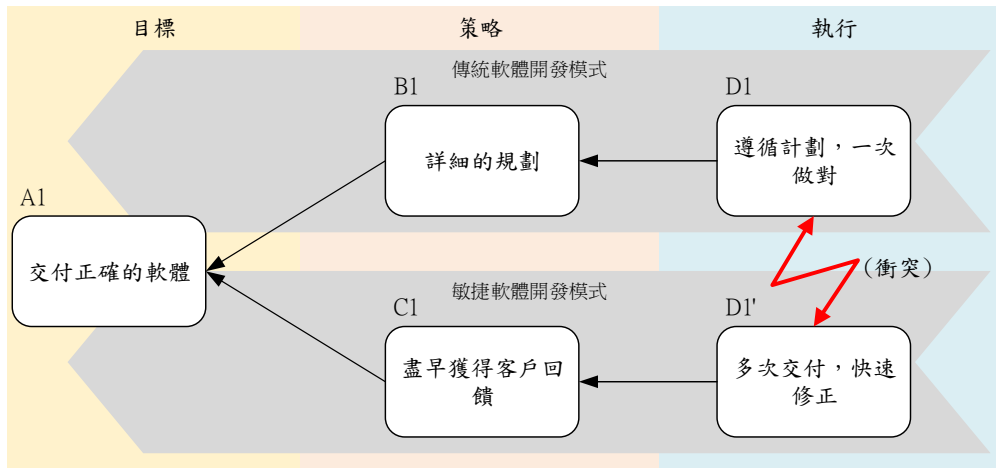 目標
策略
執行
傳統軟體開發模式
B1
D1
詳細的規劃
遵循計劃，一次
做對
A1
交付正確的軟體
(衝突)
敏捷軟體開發模式
C1
D1'
盡早獲得客戶回
饋
多次交付，快速
修正